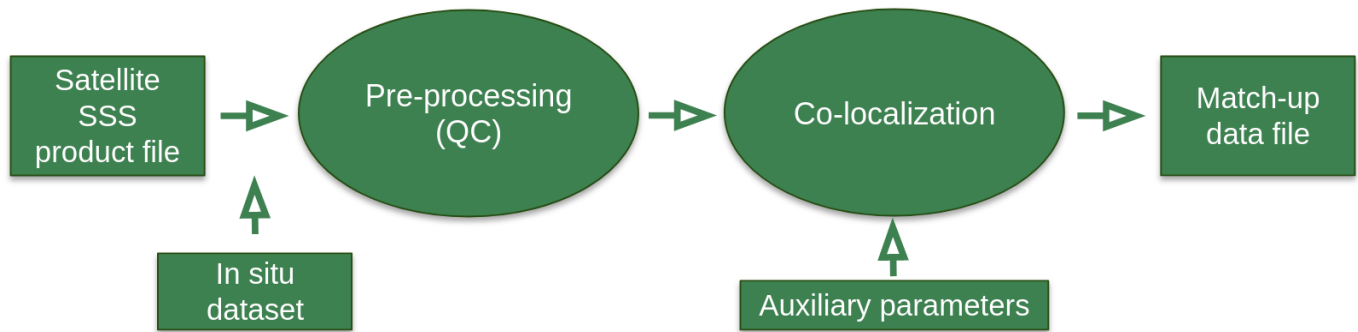 Satellite
SSS
product file
Pre-processing
(QC)
Co-localization
Match-up
data file
In situ
dataset
Auxiliary parameters